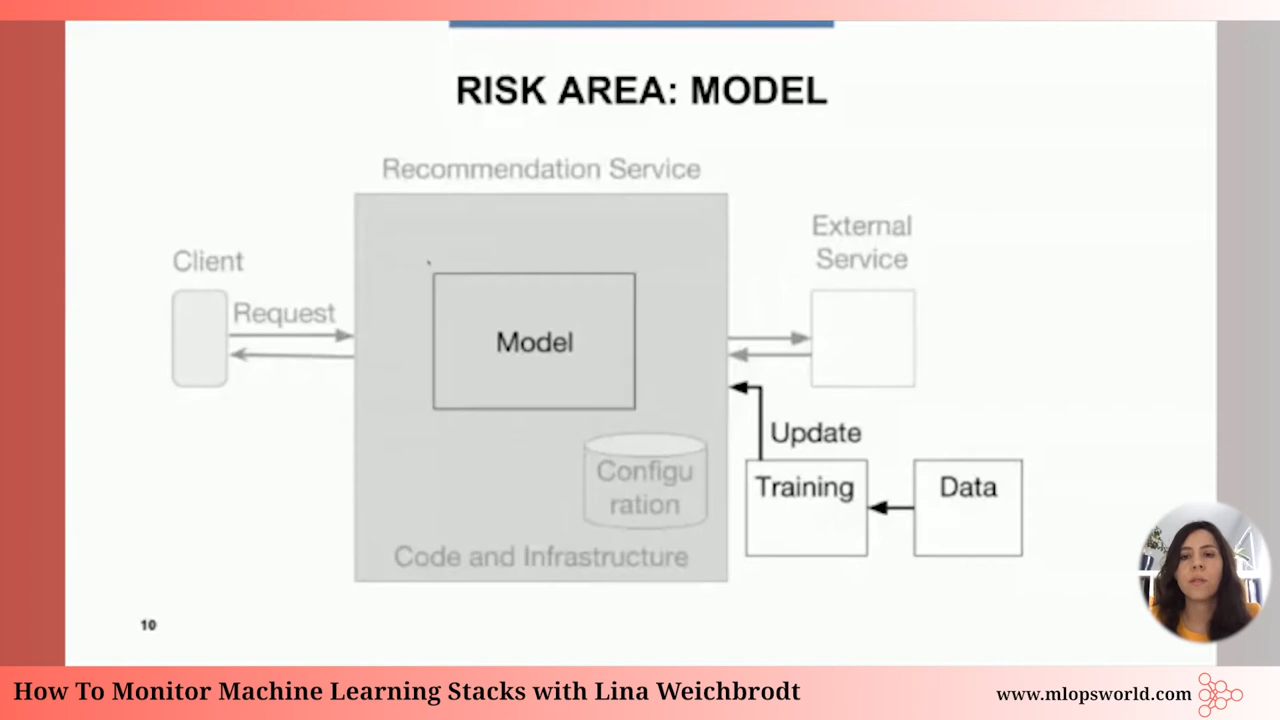 RISK AREA: MODEL
Recommendation Service
Client
Request
Model
External
Service
Update
Training
Data
Configu
ration
Code and Infrastructure
10
How To Monitor Machine Learning Stacks with Lina Weichbrodt
www.mlopsworld.com